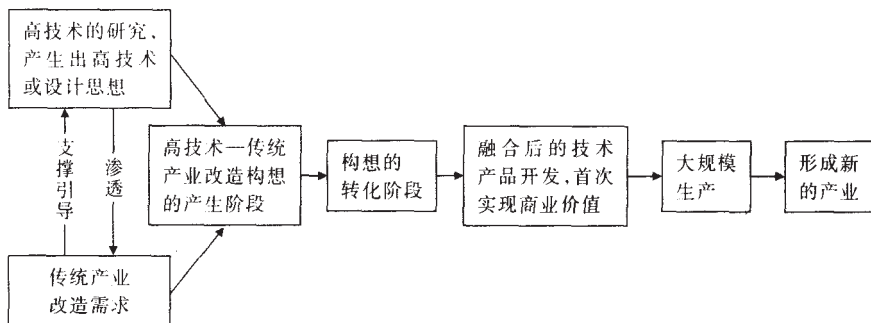 高技术的研究、
产生出高技术
或设计思想
支撑引导
渗透
高技术—传统
产业改造构想
的产生阶段
构想的
转化阶段
融合后的技术
产品开发,首次
实现商业价值
大规模
生产
形成新
的产业
传统产业
改造需求